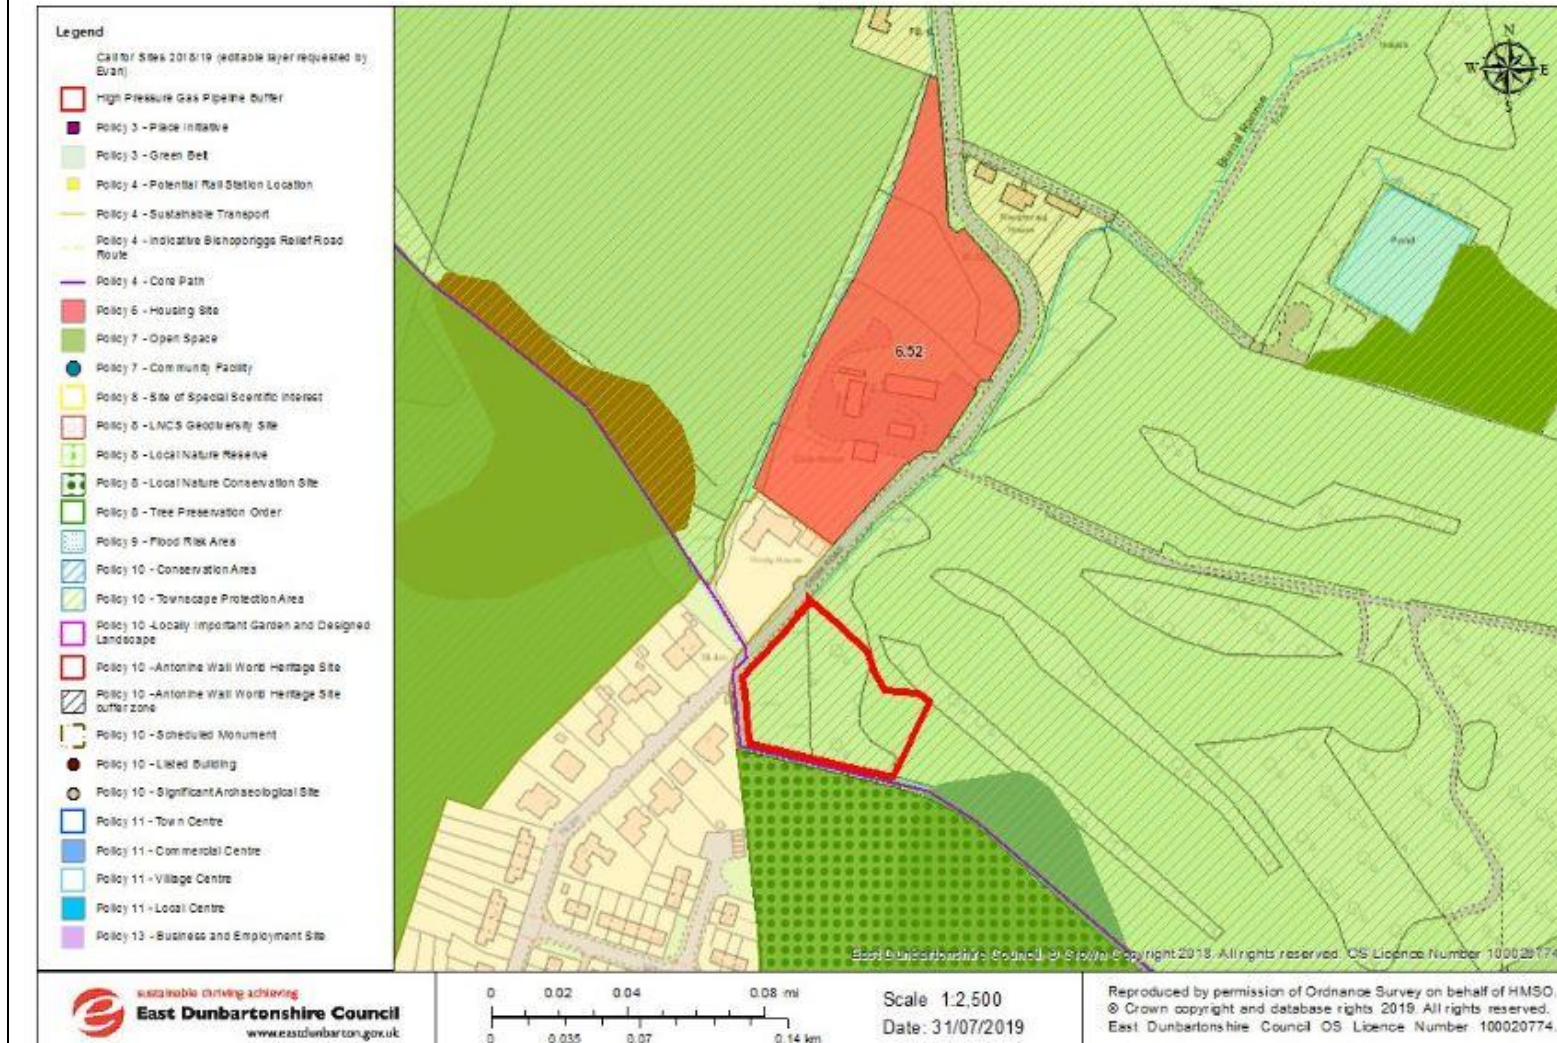 Legend
Call for Sites 2018/19 (editable layer requested by
Evan)
High Pressure Gas Pipeline Buffer
Policy 3 - Place Initiative
Policy 3 - Green Belt
Policy 4 - Potential Rail Station Location
Policy 4 - Sustainable Transport
Policy 4 - Indicative Bishopbriggs Relief Road
Route
Policy 4 - Core Path
Policy 6 - Housing Site
Policy 7 - Open Space
Policy 7 - Community Facility
Policy 8 - Site of Special Scientific Interest
Policy 8 - LNCS Geodiversity Site
Policy 8 - Local Nature Reserve
Policy 8 - Local Nature Conservation Site
Policy 8 - Tree Preservation Order
Policy 9 - Flood Risk Area
Policy 10 - Conservation Area
Policy 10 - Townscape Protection Area
Policy 10 -Locally Important Garden and Designed
Landscape
Policy 10 -Antonine Wall World Heritage Site
Policy 10 -Antonine Wall World Heritage Site
buffer zone
Policy 10 - Scheduled Monument
Policy 10 - Listed Building
Policy 10 - Significant Archaeological Site
Policy 11 - Town Centre
Policy 11 - Commercial Centre
Policy 11 - Village Centre
Policy 11 - Local Centre
Policy 13 - Business and Employment Site
N
W
E
S
Pond
House
6.52
East Dunbartonshire Council. © Crown Copyright 2018. All rights reserved. OS Licence Number 100020774
sustainable thriving achieving
East Dunbartonshire Council
www.eastdunbarton.gov.uk
0 0.02 0.04 0.08 mi
0 0.035 0.07 0.14 km
Scale 1:2,500
Date: 31/07/2019
Reproduced by permission of Ordnance Survey on behalf of HMSO.
© Crown copyright and database rights 2019. All rights reserved.
East Dunbartonshire Council OS Licence Number 100020774.